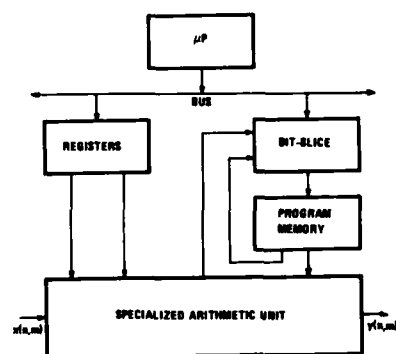 μP
BUS
REGISTERS
BIT-SLICE
PROGRAM
MEMORY
SPECIALIZED ARITHMETIC UNIT
x(n,m)
y(n,m)